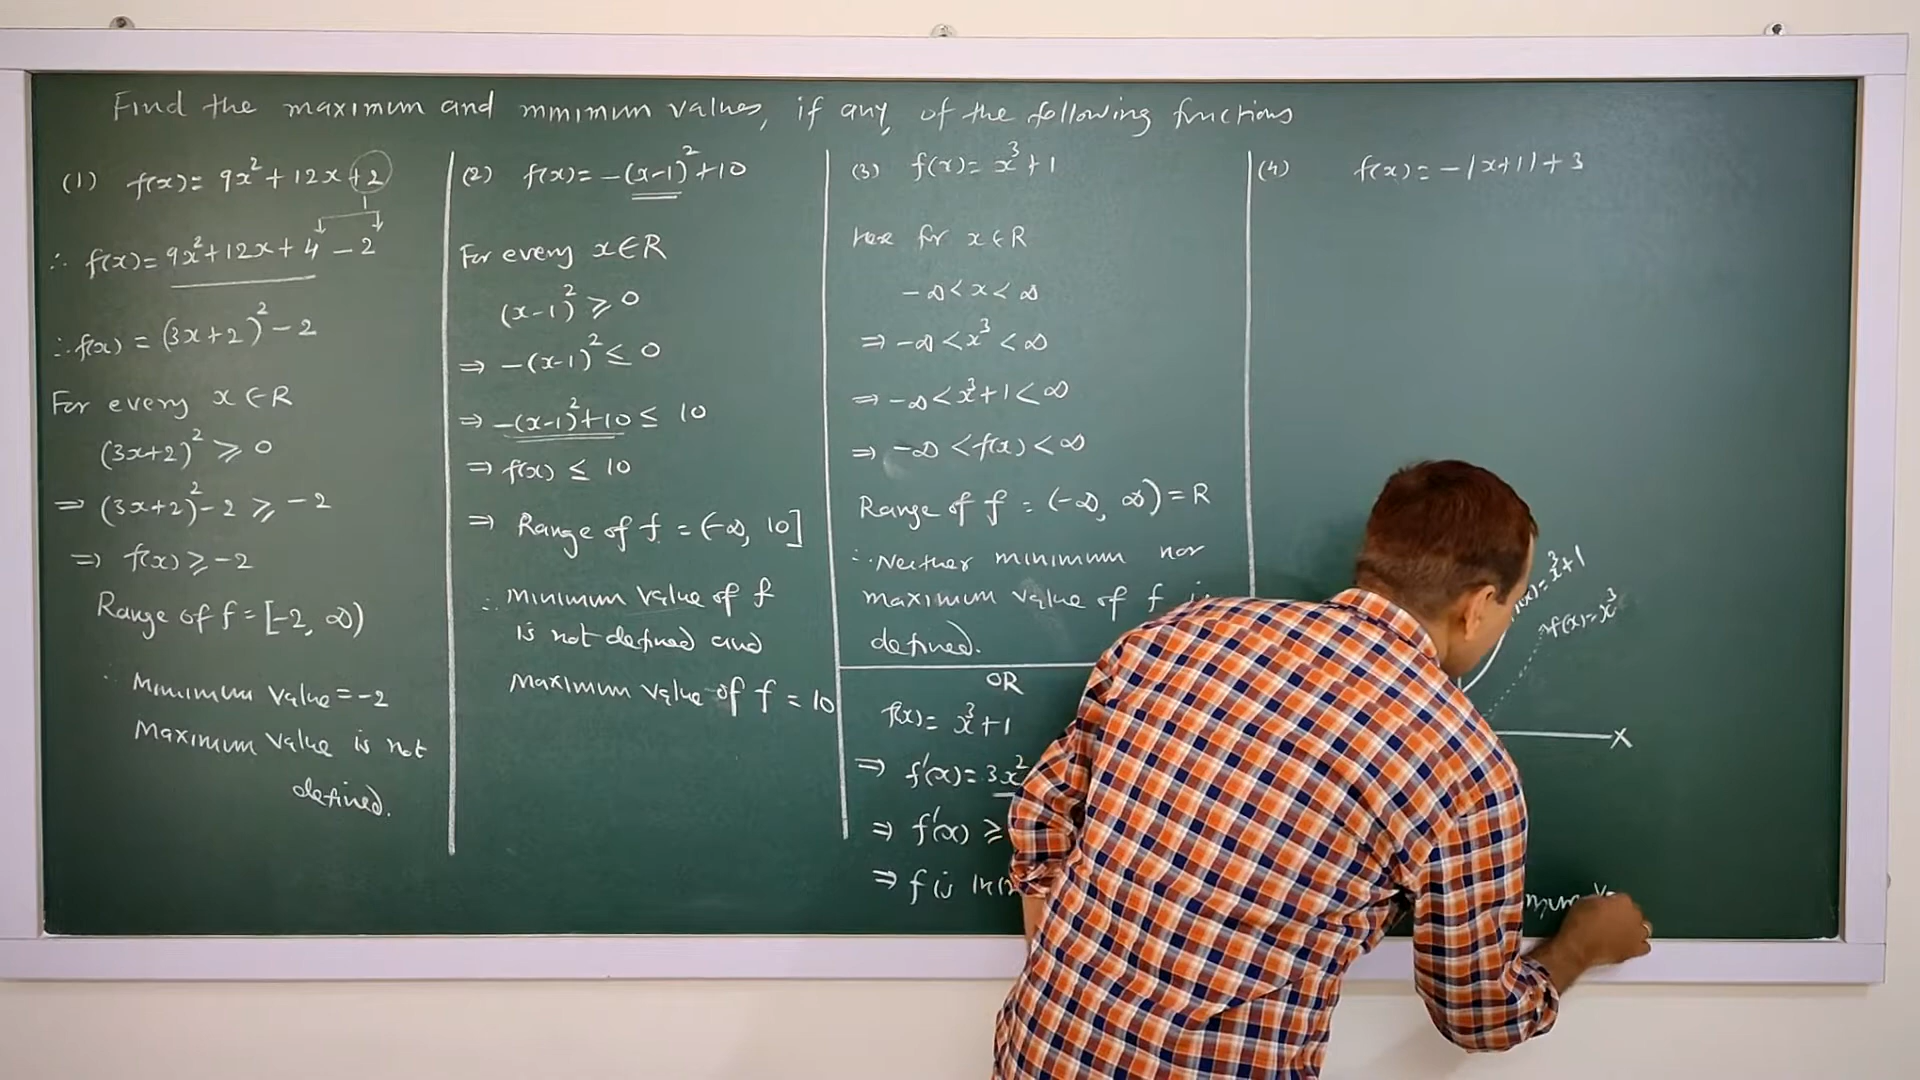 Find the maximum and minimum values, if any, of the following functions
(1) f(x) = 9x²+12x+2
∴ f(x) = 9x²+12x+4 - 2
∴ f(x) = (3x+2)² - 2
For every x ∈ R
(3x+2)² ≥ 0
⇒ (3x+2)² - 2 ≥ -2
⇒ f(x) ≥ -2
Range of f = [-2, ∞)
∴ Minimum value = -2
Maximum value is not
defined.
(2) f(x) = -(x-1)²+10
For every x ∈ R
(x-1)² ≥ 0
⇒ -(x-1)² ≤ 0
⇒ -(x-1)²+10 ≤ 10
⇒ f(x) ≤ 10
⇒ Range of f = (-∞, 10]
∴ minimum value of f
is not defined and
maximum value of f = 10
(3) f(x) = x³+1
Here for x ∈ R
-∞ < x < ∞
⇒ -∞ < x³ < ∞
⇒ -∞ < x³+1 < ∞
⇒ -∞ < f(x) < ∞
Range of f = (-∞, ∞) = R
∴ Neither minimum nor
maximum value of f
defined.
OR
f(x) = x³+1
⇒ f'(x) = 3x²
⇒ f'(x) ≥
⇒ f is
(4) f(x) = -|x+1|+3
(x) = x³+1
f(x) = x³
X